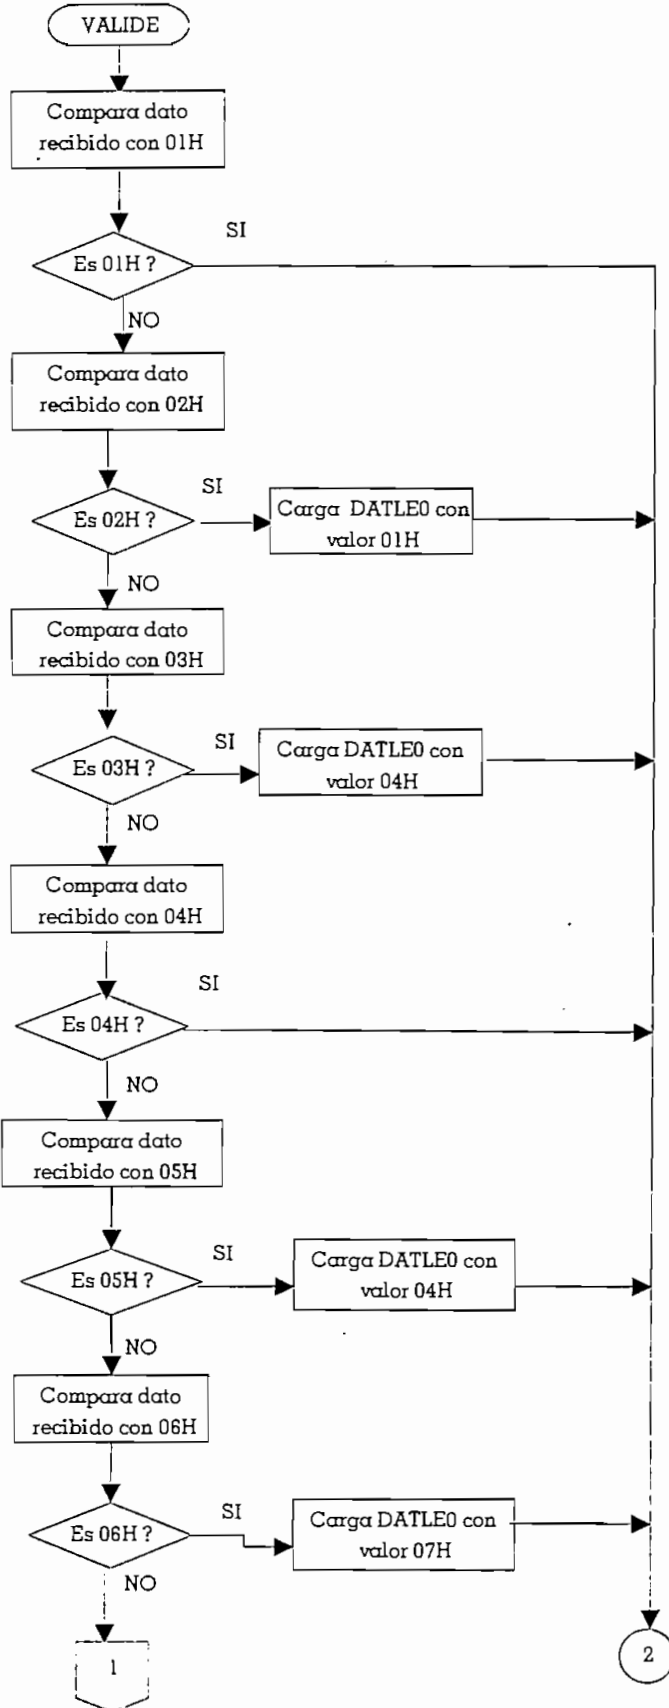 VALIDE
Compara dato
recibido con 01H
SI
Es 01H ?
NO
Compara dato
recibido con 02H
SI
Es 02H ?
Carga DATLE0 con
valor 01H
NO
Compara dato
recibido con 03H
SI
Es 03H ?
Carga DATLE0 con
valor 04H
NO
Compara dato
recibido con 04H
SI
Es 04H ?
NO
Compara dato
recibido con 05H
SI
Es 05H ?
Carga DATLE0 con
valor 04H
NO
Compara dato
recibido con 06H
SI
Es 06H ?
Carga DATLE0 con
valor 07H
NO
1
2